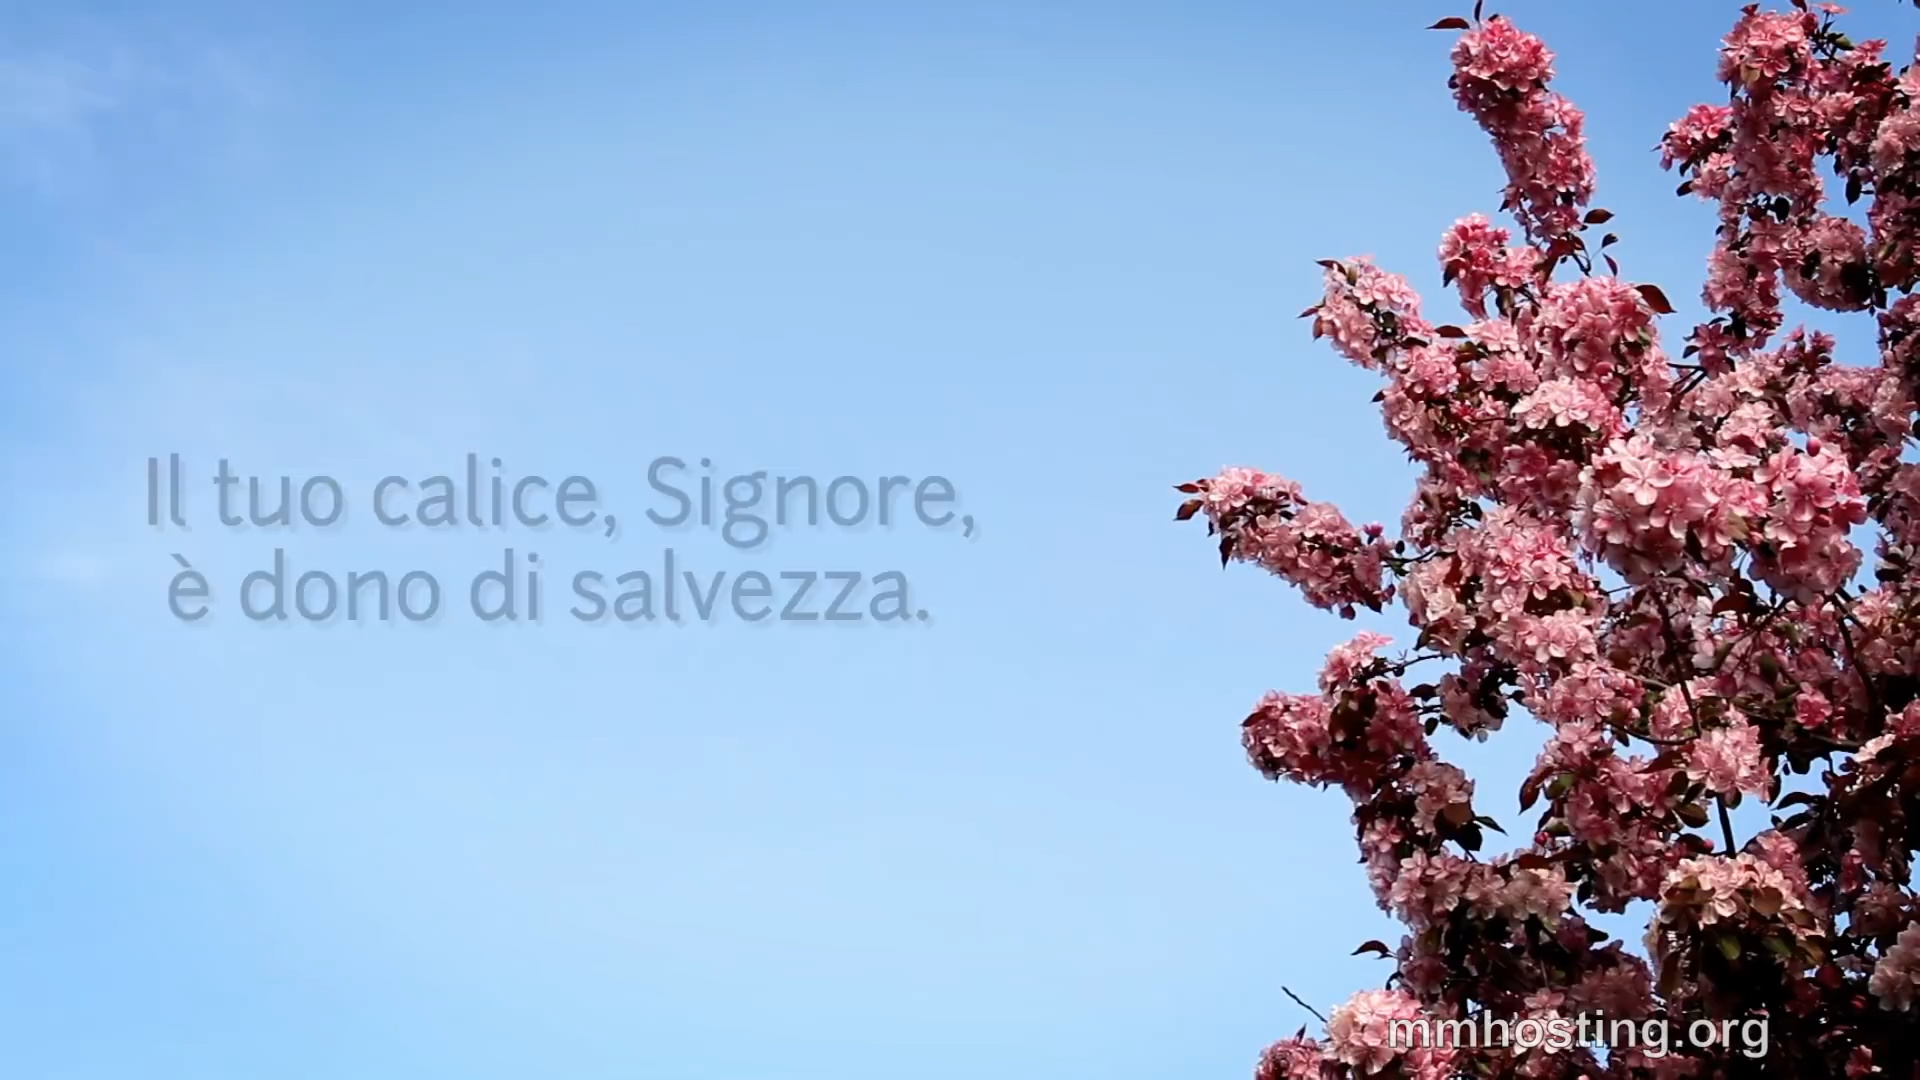 Il tuo calice, Signore,
è dono di salvezza.
mmhosting.org